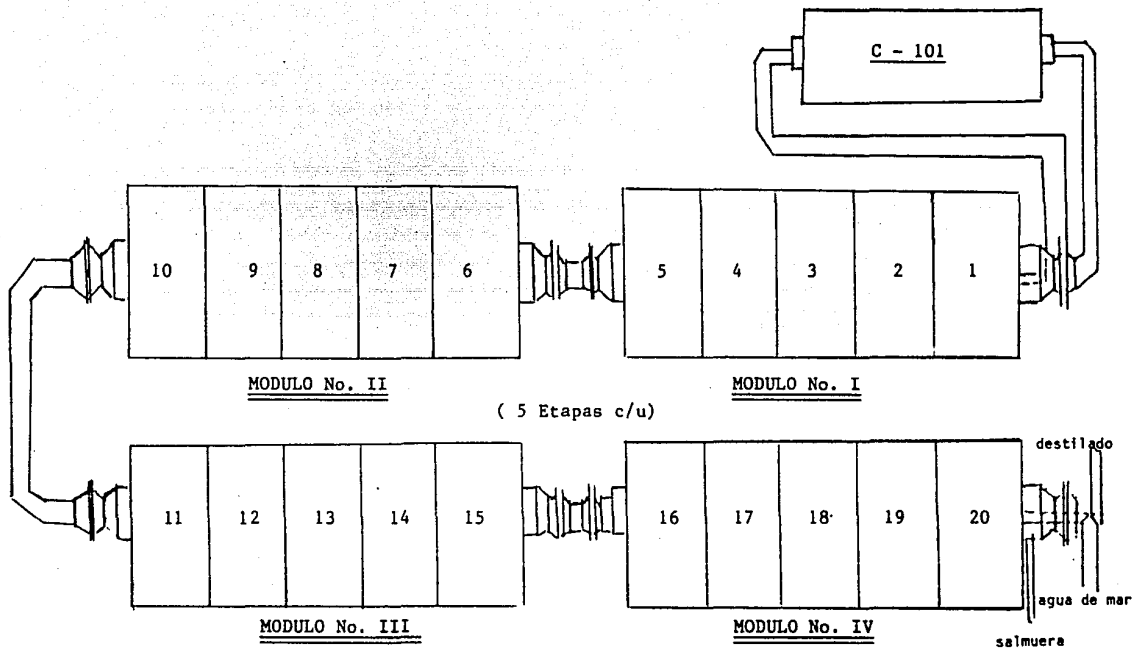 C - 101
10 9 8 7 6 5 4 3 2 1
MODULO No. II MODULO No. I
( 5 Etapas c/u)
destilado
11 12 13 14 15 16 17 18 19 20
agua de mar
MODULO No. III MODULO No. IV
salmuera